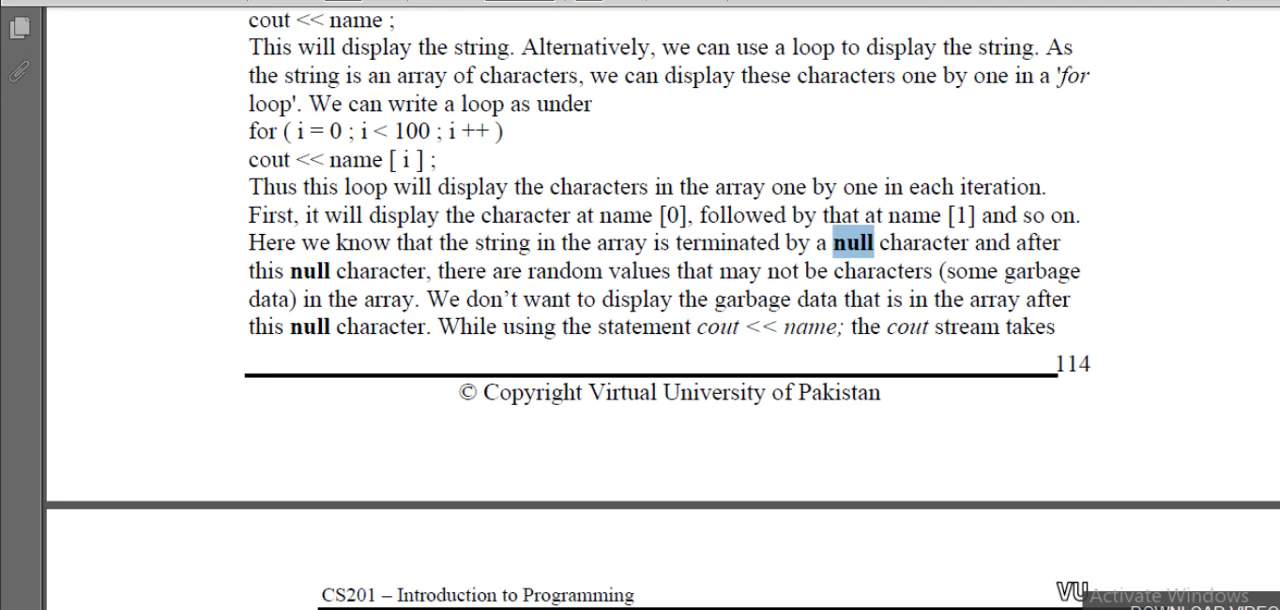 cout << name ;
This will display the string. Alternatively, we can use a loop to display the string. As
the string is an array of characters, we can display these characters one by one in a 'for
loop'. We can write a loop as under
for ( i = 0 ; i < 100 ; i ++ )
cout << name [ i ] ;
Thus this loop will display the characters in the array one by one in each iteration.
First, it will display the character at name [0], followed by that at name [1] and so on.
Here we know that the string in the array is terminated by a null character and after
this null character, there are random values that may not be characters (some garbage
data) in the array. We don’t want to display the garbage data that is in the array after
this null character. While using the statement cout << name; the cout stream takes
114
© Copyright Virtual University of Pakistan
CS201 – Introduction to Programming
VU
Activate Windows
DOWNLOAD VIDEO